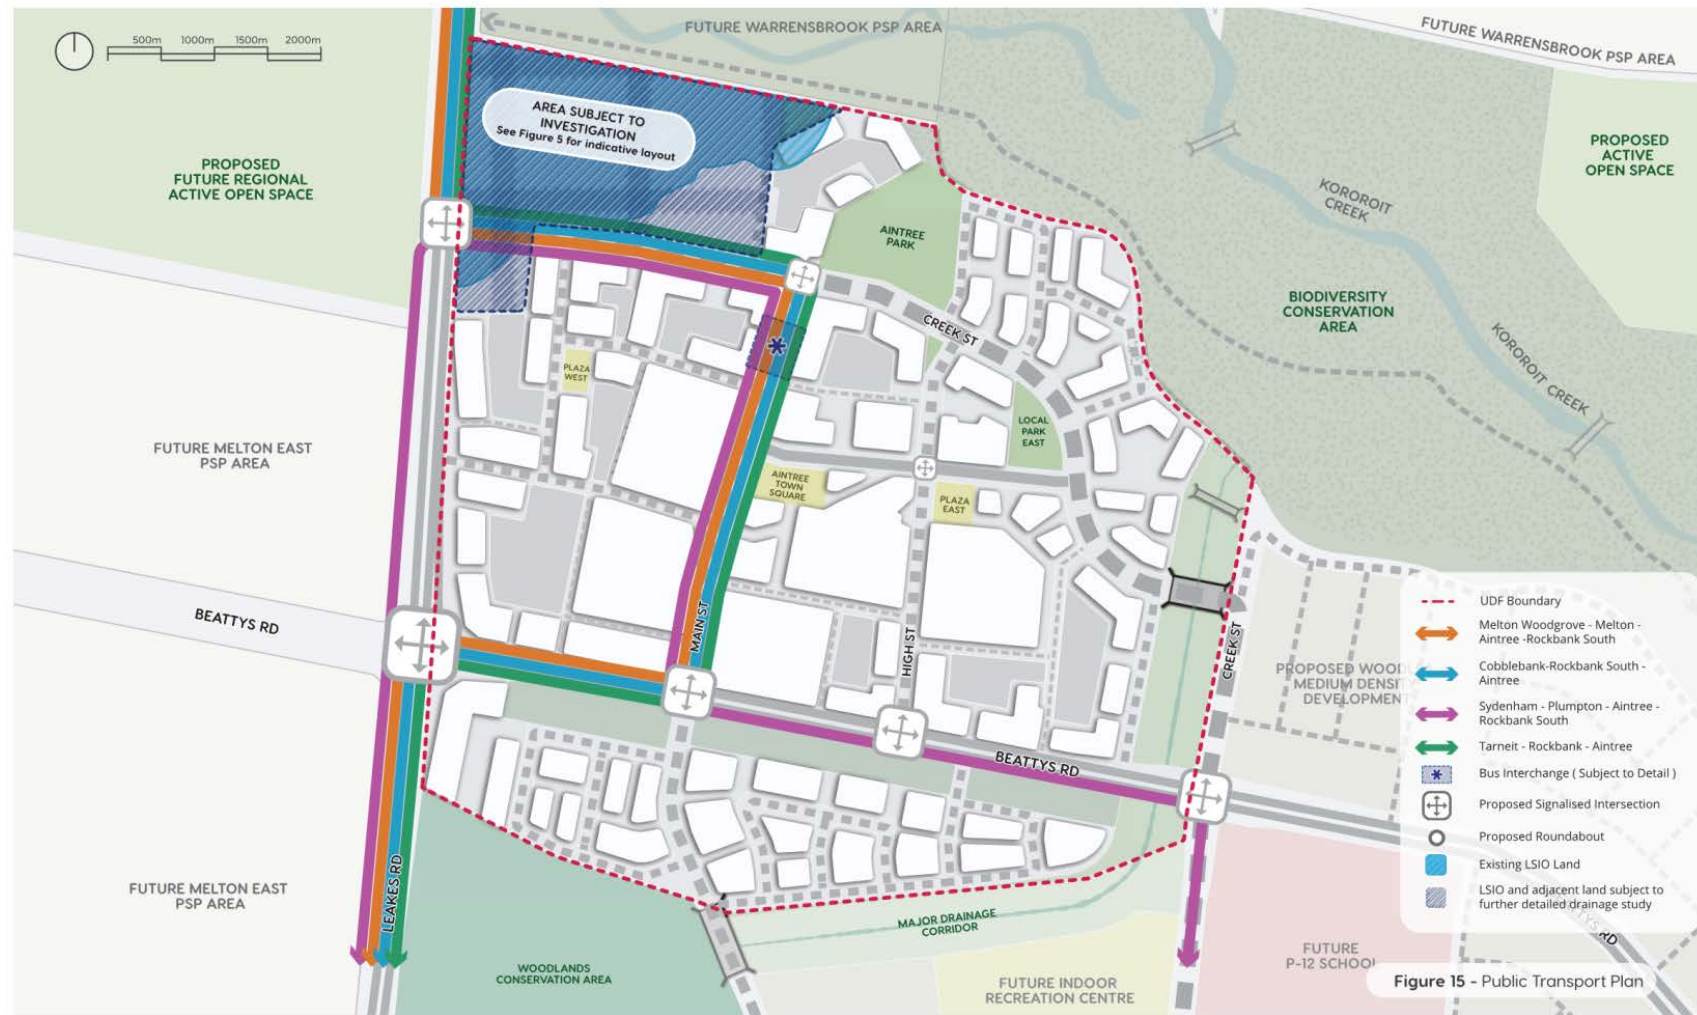 500m 1000m 1500m 2000m
FUTURE WARRENSBROOK PSP AREA
FUTURE WARRENSBROOK PSP AREA
AREA SUBJECT TO
INVESTIGATION
See Figure 5 for indicative layout
PROPOSED
FUTURE REGIONAL
ACTIVE OPEN SPACE
PROPOSED
ACTIVE
OPEN SPACE
KOROROIT
CREEK
AINTREE
PARK
BIODIVERSITY
CONSERVATION
AREA
CREEK ST
KOROROIT CREEK
PLAZA
WEST
LOCAL
PARK
EAST
FUTURE MELTON EAST
PSP AREA
AINTREE
TOWN
SQUARE
PLAZA
EAST
BEATTYS RD
MAIN ST
HIGH ST
CREEK ST
PROPOSED
MEDIUM DENSITY
DEVELOPMENT
BEATTYS RD
FUTURE MELTON EAST
PSP AREA
LEAKES RD
MAJOR DRAINAGE
CORRIDOR
WOODLANDS
CONSERVATION AREA
FUTURE INDOOR
RECREATION CENTRE
FUTURE
P-12 SCHOOL
RD
UDF Boundary
Melton Woodgrove - Melton -
Aintree -Rockbank South
Cobblebank-Rockbank South -
Aintree
Sydenham - Plumpton - Aintree -
Rockbank South
Tarneit - Rockbank - Aintree
Bus Interchange ( Subject to Detail )
Proposed Signalised Intersection
Proposed Roundabout
Existing LSIO Land
LSIO and adjacent land subject to
further detailed drainage study
Figure 15 - Public Transport Plan